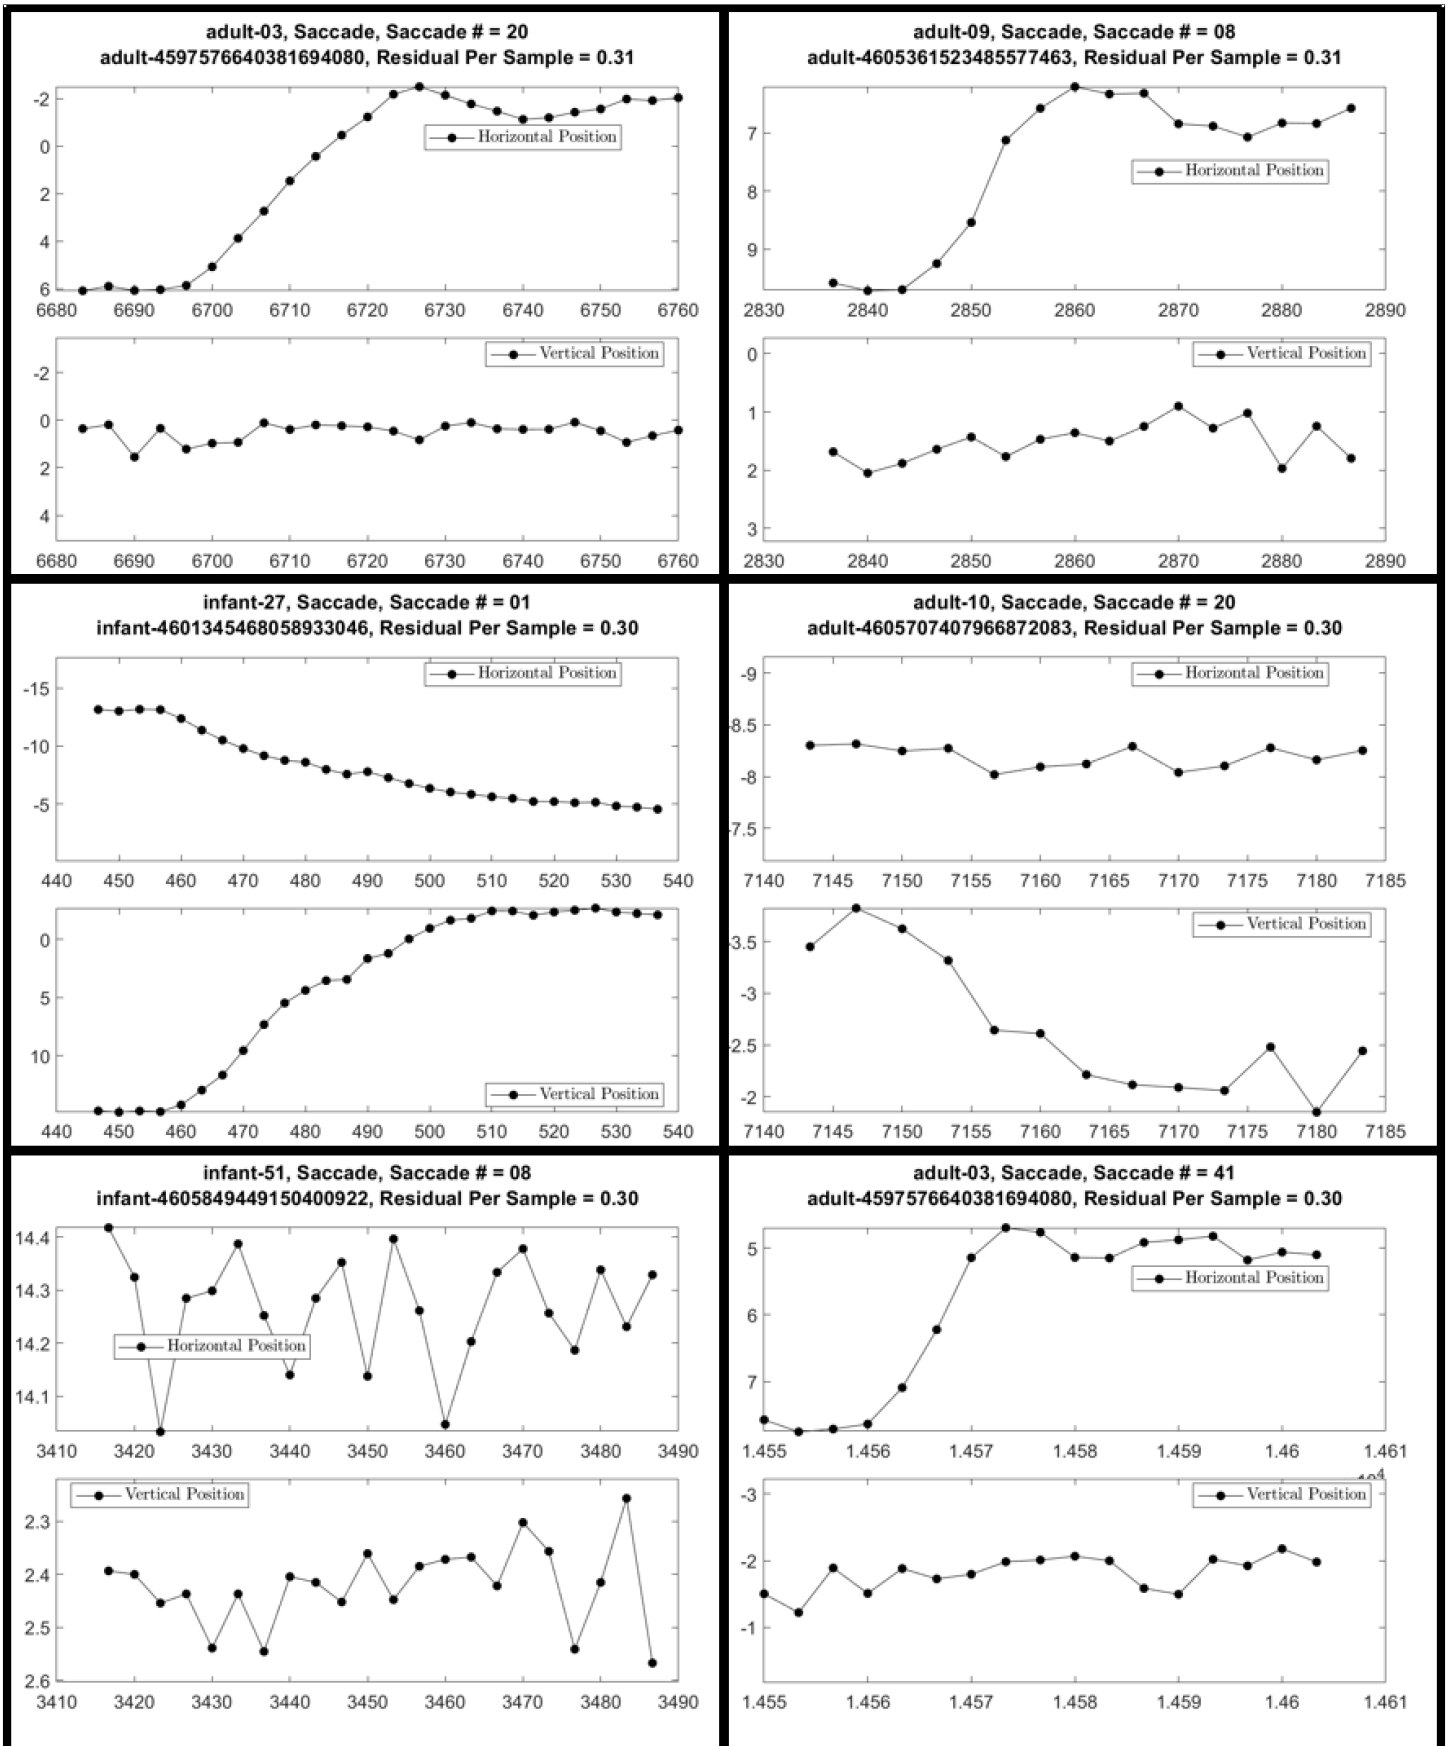 adult-03, Saccade, Saccade # = 20
adult-4597576640381694080, Residual Per Sample = 0.31
-2
0
2
4
6
Horizontal Position
6680 6690 6700 6710 6720 6730 6740 6750 6760
-2
0
2
4
Vertical Position
6680 6690 6700 6710 6720 6730 6740 6750 6760
adult-09, Saccade, Saccade # = 08
adult-4605361523485577463, Residual Per Sample = 0.31
7
8
9
Horizontal Position
2830 2840 2850 2860 2870 2880 2890
0
1
2
3
Vertical Position
2830 2840 2850 2860 2870 2880 2890
infant-27, Saccade, Saccade # = 01
infant-4601345468058933046, Residual Per Sample = 0.30
-15
-10
-5
Horizontal Position
440 450 460 470 480 490 500 510 520 530 540
0
5
10
Vertical Position
440 450 460 470 480 490 500 510 520 530 540
adult-10, Saccade, Saccade # = 20
adult-4605707407966872083, Residual Per Sample = 0.30
-9
-8.5
-8
-7.5
Horizontal Position
7140 7145 7150 7155 7160 7165 7170 7175 7180 7185
-3.5
-3
-2.5
-2
Vertical Position
7140 7145 7150 7155 7160 7165 7170 7175 7180 7185
infant-51, Saccade, Saccade # = 08
infant-4605849449150400922, Residual Per Sample = 0.30
14.4
14.3
14.2
14.1
Horizontal Position
3410 3420 3430 3440 3450 3460 3470 3480 3490
2.3
2.4
2.5
2.6
Vertical Position
3410 3420 3430 3440 3450 3460 3470 3480 3490
adult-03, Saccade, Saccade # = 41
adult-4597576640381694080, Residual Per Sample = 0.30
5
6
7
Horizontal Position
1.455 1.456 1.457 1.458 1.459 1.46 1.461
-3
-2
-1
Vertical Position
1.455 1.456 1.457 1.458 1.459 1.46 1.461